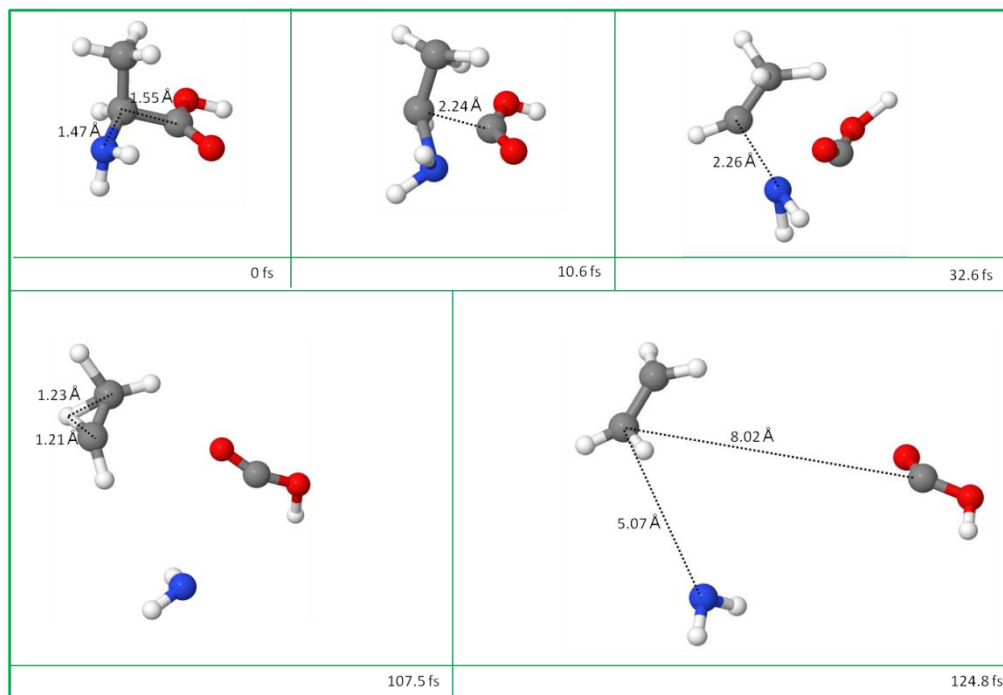 1.55 Å
1.47 Å
0 fs
2.24 Å
10.6 fs
2.26 Å
32.6 fs
1.23 Å
1.21 Å
107.5 fs
8.02 Å
5.07 Å
124.8 fs